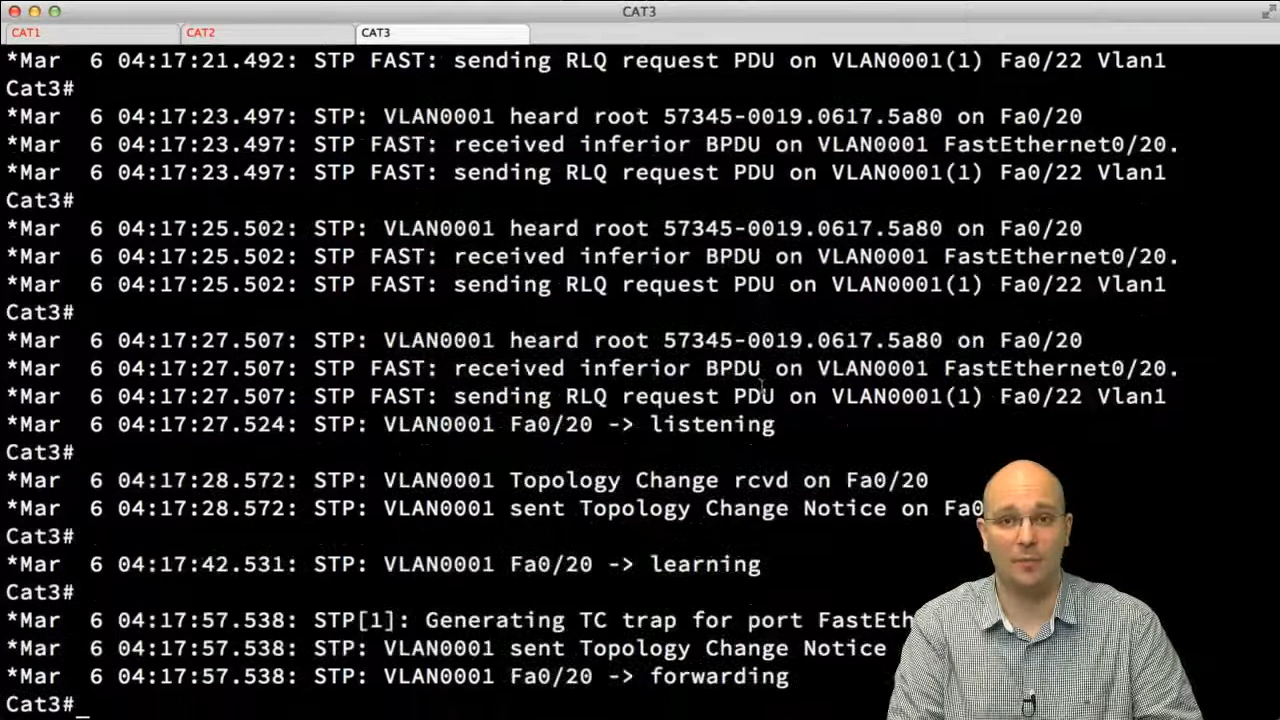 CAT3
CAT1 CAT2 CAT3
*Mar  6 04:17:21.492: STP FAST: sending RLQ request PDU on VLAN0001(1) Fa0/22 Vlan1
Cat3#
*Mar  6 04:17:23.497: STP: VLAN0001 heard root 57345-0019.0617.5a80 on Fa0/20
*Mar  6 04:17:23.497: STP FAST: received inferior BPDU on VLAN0001 FastEthernet0/20.
*Mar  6 04:17:23.497: STP FAST: sending RLQ request PDU on VLAN0001(1) Fa0/22 Vlan1
Cat3#
*Mar  6 04:17:25.502: STP: VLAN0001 heard root 57345-0019.0617.5a80 on Fa0/20
*Mar  6 04:17:25.502: STP FAST: received inferior BPDU on VLAN0001 FastEthernet0/20.
*Mar  6 04:17:25.502: STP FAST: sending RLQ request PDU on VLAN0001(1) Fa0/22 Vlan1
Cat3#
*Mar  6 04:17:27.507: STP: VLAN0001 heard root 57345-0019.0617.5a80 on Fa0/20
*Mar  6 04:17:27.507: STP FAST: received inferior BPDU on VLAN0001 FastEthernet0/20.
*Mar  6 04:17:27.507: STP FAST: sending RLQ request PDU on VLAN0001(1) Fa0/22 Vlan1
*Mar  6 04:17:27.524: STP: VLAN0001 Fa0/20 -> listening
Cat3#
*Mar  6 04:17:28.572: STP: VLAN0001 Topology Change rcvd on Fa0/20
*Mar  6 04:17:28.572: STP: VLAN0001 sent Topology Change Notice on Fa0
Cat3#
*Mar  6 04:17:42.531: STP: VLAN0001 Fa0/20 -> learning
Cat3#
*Mar  6 04:17:57.538: STP[1]: Generating TC trap for port FastEth
*Mar  6 04:17:57.538: STP: VLAN0001 sent Topology Change Notice
*Mar  6 04:17:57.538: STP: VLAN0001 Fa0/20 -> forwarding
Cat3#_